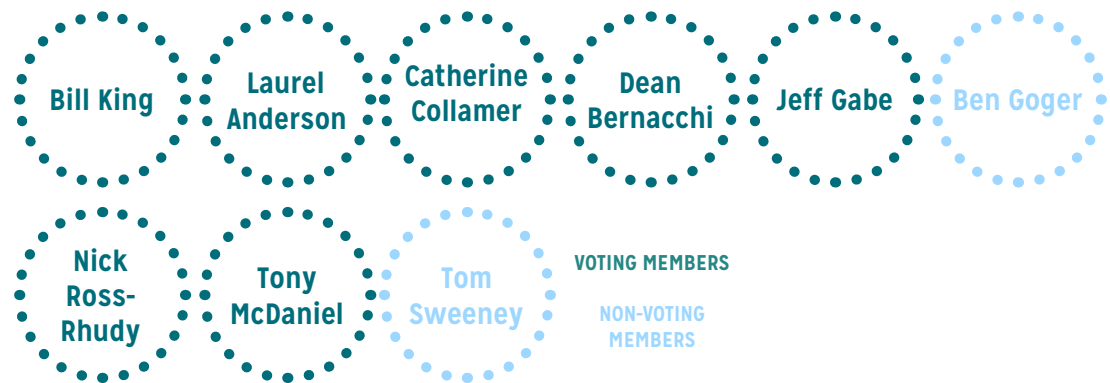 Bill King
Laurel
Anderson
Catherine
Collamer
Dean
Bernacchi
Jeff Gabe
Ben Goger
Nick
Ross-
Rhudy
Tony
McDaniel
Tom
Sweeney
VOTING MEMBERS
NON-VOTING
MEMBERS